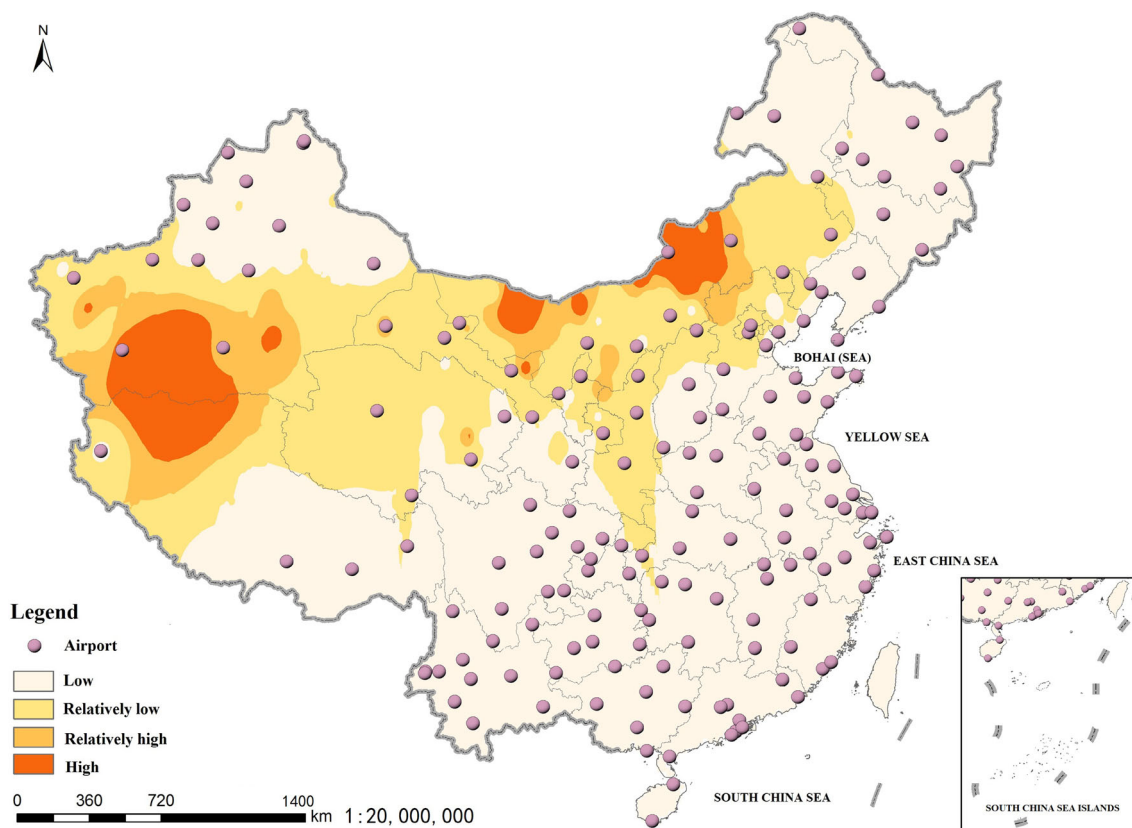 N
BOHAI (SEA)
YELLOW SEA
EAST CHINA SEA
Legend
Airport
Low
Relatively low
Relatively high
High
0 360 720 1400
km 1:20,000,000
SOUTH CHINA SEA
SOUTH CHINA SEA ISLANDS